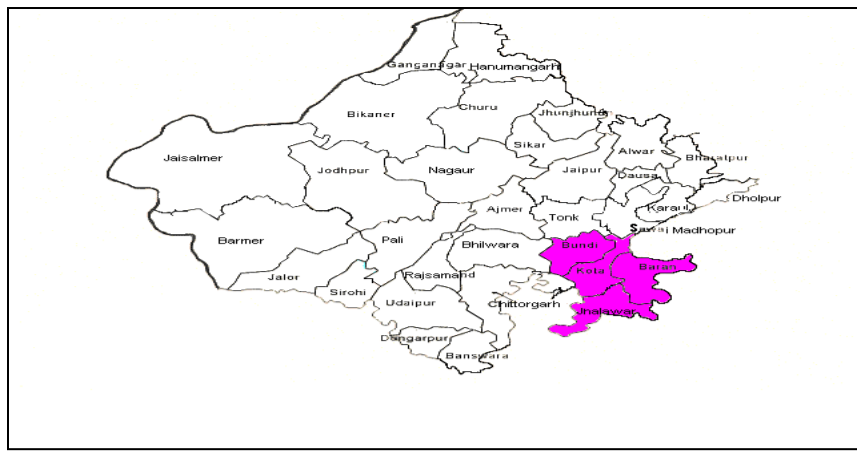 Ganganagar
Hanumangarh
Bikaner
Churu
Jhunjhunun
Jaisalmer
Jodhpur
Nagaur
Sikar
Alwar
Bharatpur
Jaipur
Dausa
Dholpur
Ajmer
Tonk
Karauli
Sawai Madhopur
Barmer
Pali
Bhilwara
Bundi
Jalor
Sirohi
Rajsamand
Kota
Baran
Udaipur
Chittorgarh
Jhalawar
Dungarpur
Banswara